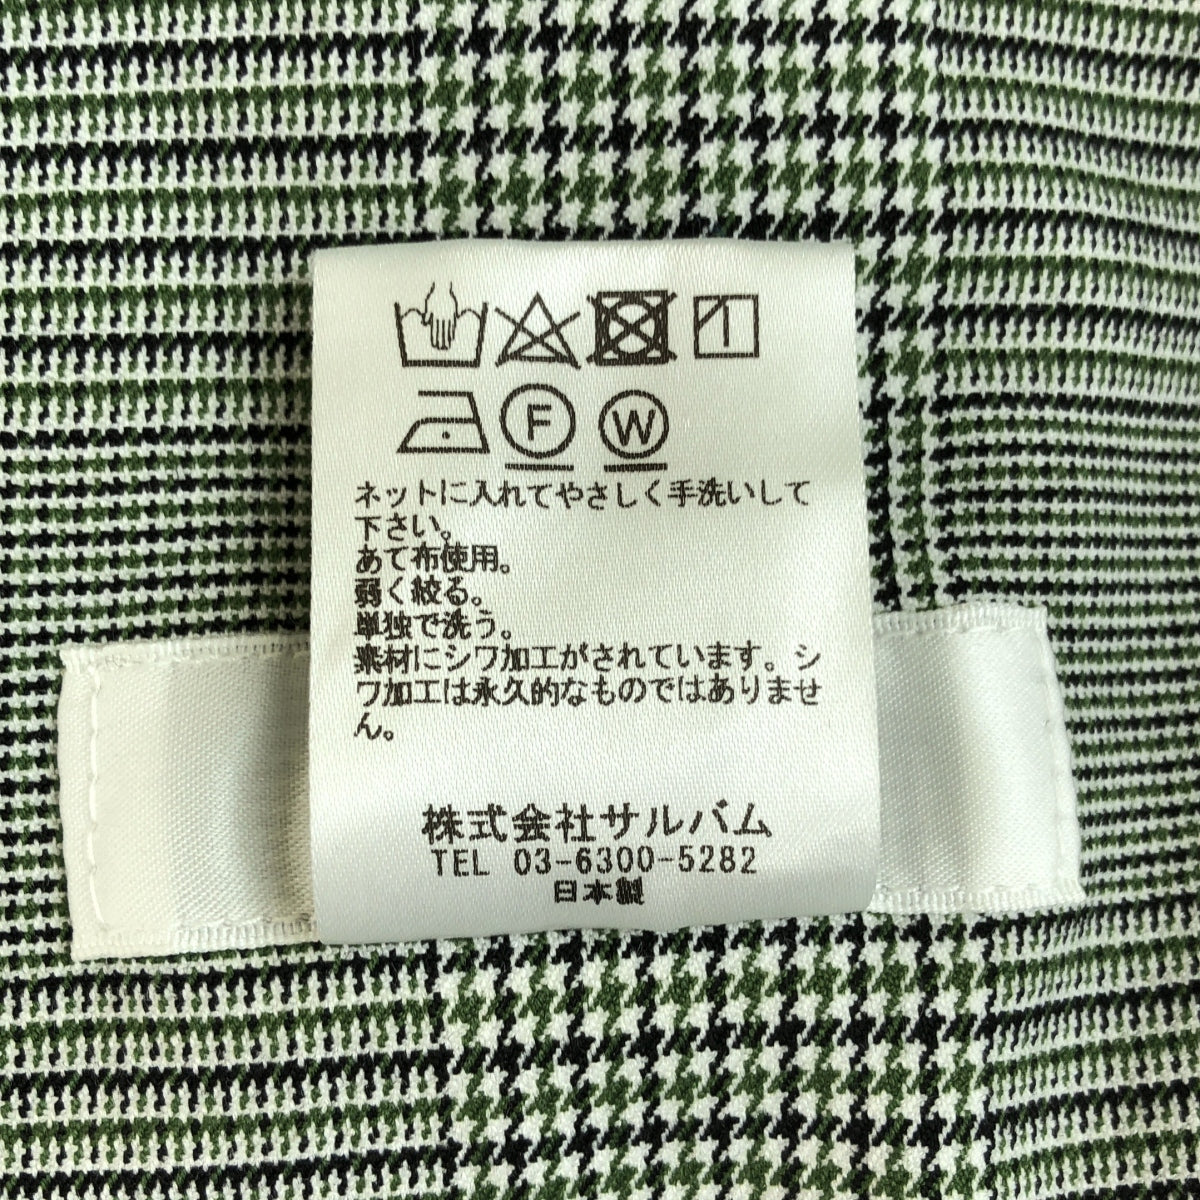 F W
ネットに入れてやさしく手洗いして
下さい。
あて布使用。
弱く絞る。
単独で洗う。
素材にシワ加工がされています。シ
ワ加工は永久的なものではありませ
ん。
株式会社サルバム
TEL 03-6300-5282
日本製